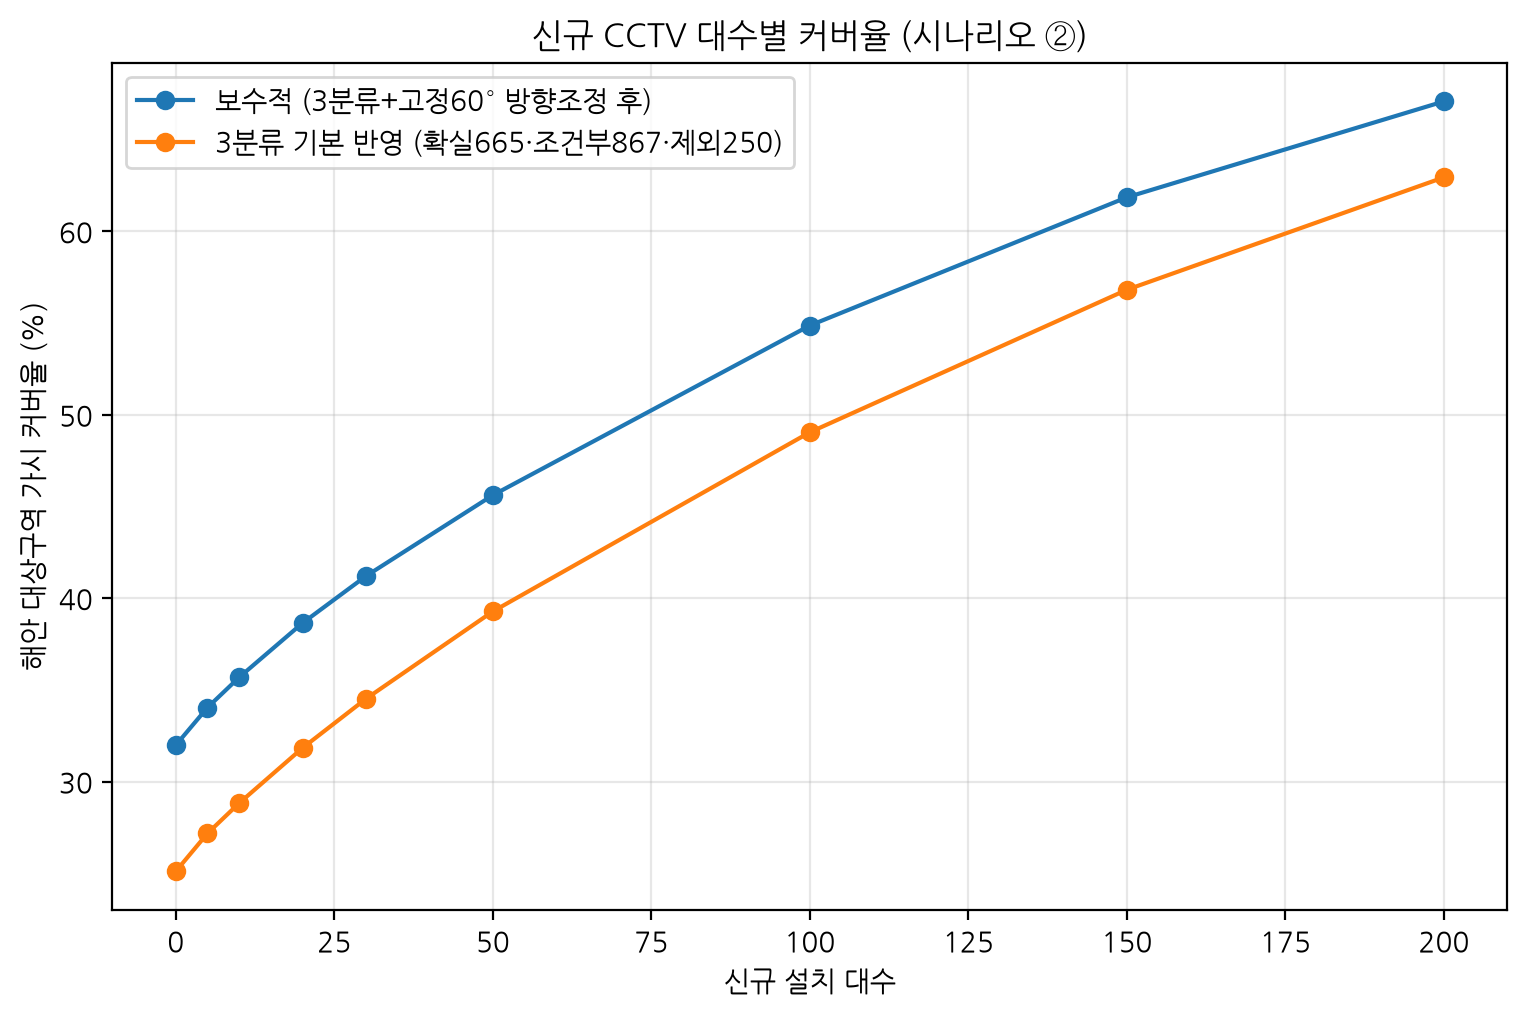 신규 CCTV 대수별 커버율 (시나리오 ②)
보수적 (3분류+고정60° 방향조정 후)
3분류 기본 반영 (확실665·조건부867·제외250)
해안 대상구역 가시 커버율 (%)
60
50
40
30
0 25 50 75 100 125 150 175 200
신규 설치 대수